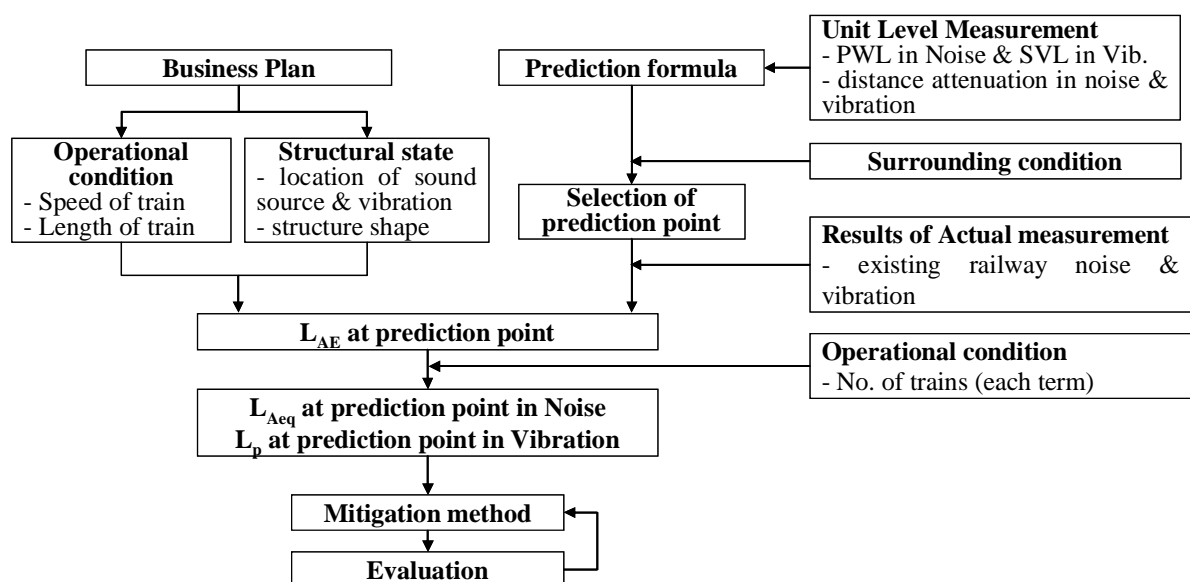 Business Plan
Operational
condition
- Speed of train
- Length of train
Structural state
- location of sound
source & vibration
- structure shape
Prediction formula
Unit Level Measurement
- PWL in Noise & SVL in Vib.
- distance attenuation in noise &
vibration
Surrounding condition
Selection of
prediction point
Results of Actual measurement
- existing railway noise &
vibration
LAE at prediction point
Operational condition
- No. of trains (each term)
LAeq at prediction point in Noise
Lp at prediction point in Vibration
Mitigation method
Evaluation